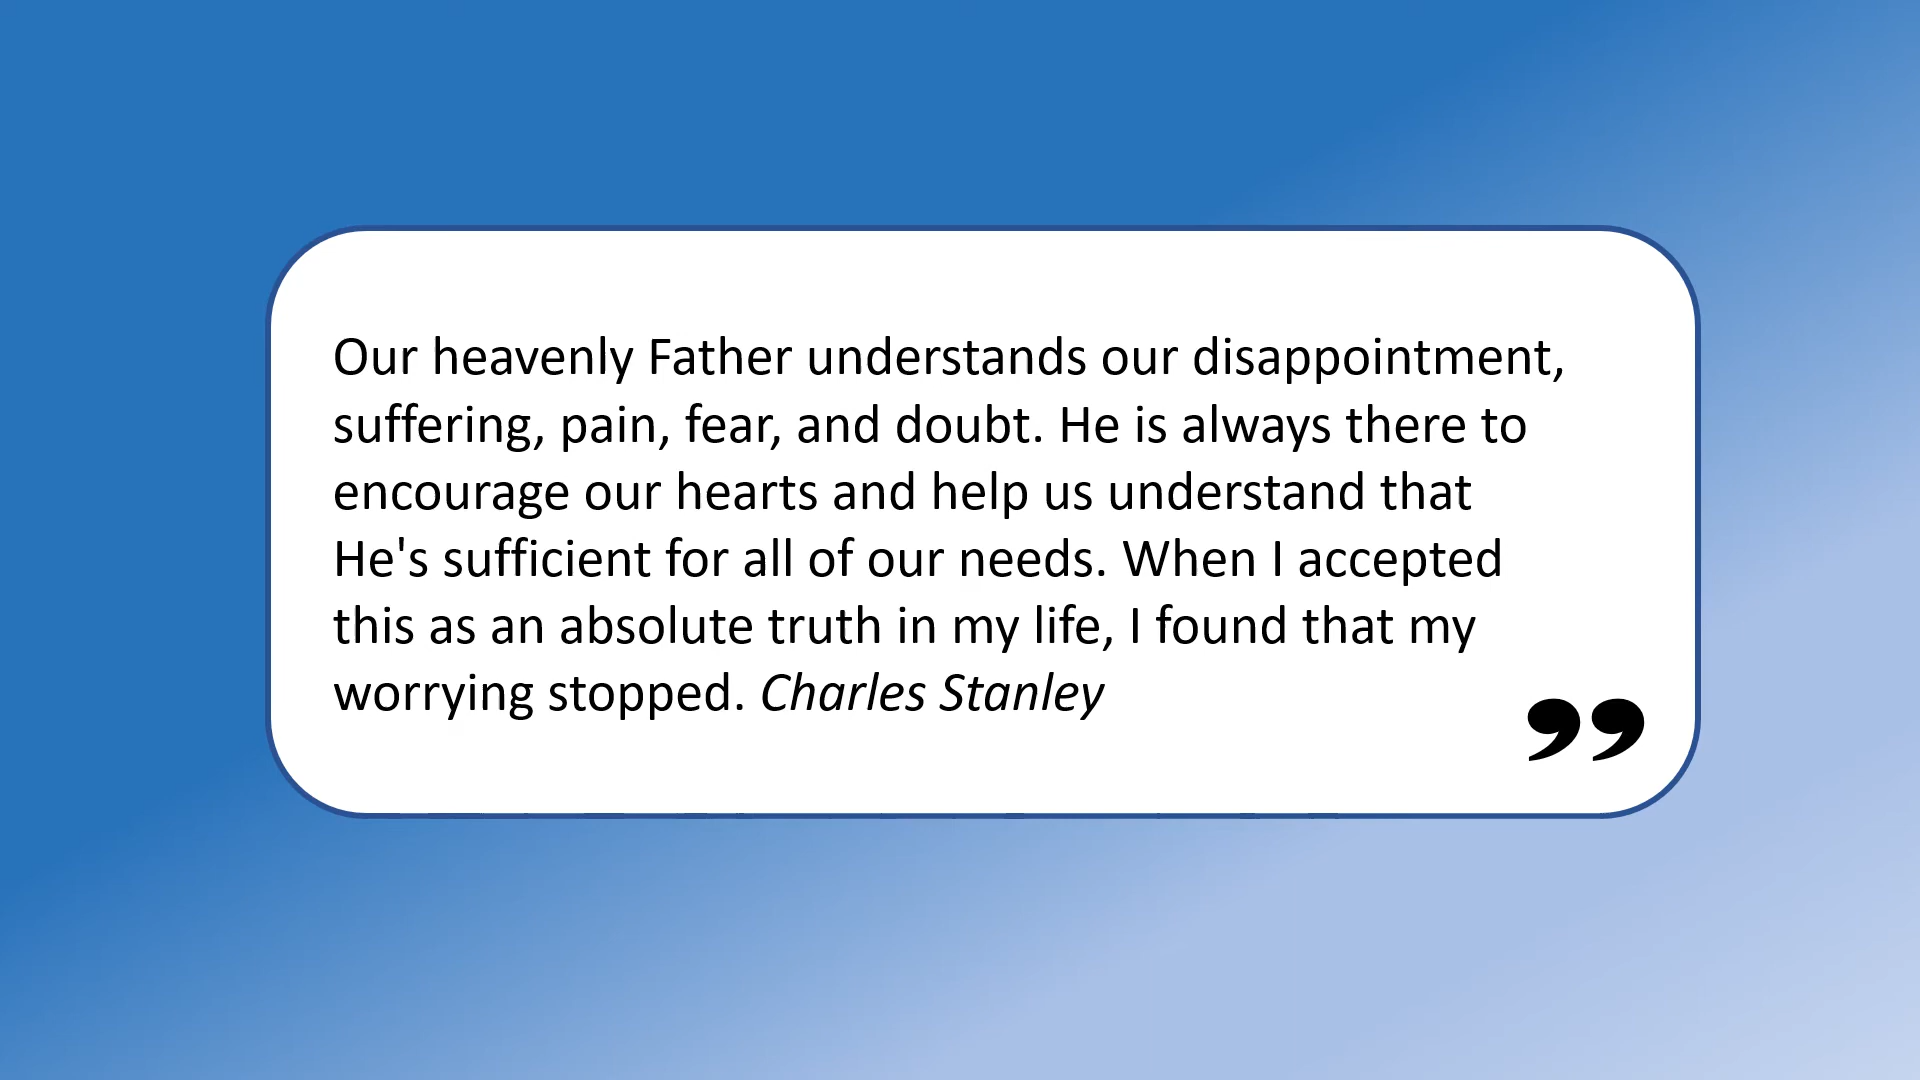 Our heavenly Father understands our disappointment,
suffering, pain, fear, and doubt. He is always there to
encourage our hearts and help us understand that
He's sufficient for all of our needs. When I accepted
this as an absolute truth in my life, I found that my
worrying stopped. Charles Stanley
”